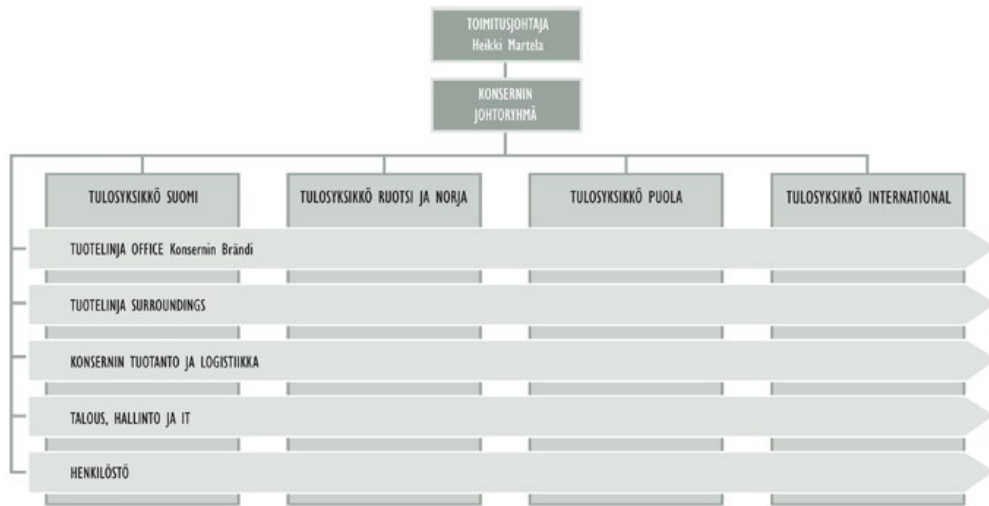 TOIMITUSJOHTAJA
Heikki Martela
KONSERNIN
JOHTORYHMÄ
TULOSYKSIKKÖ SUOMI
TULOSYKSIKKÖ RUOTSI JA NORJA
TULOSYKSIKKÖ PUOLA
TULOSYKSIKKÖ INTERNATIONAL
TUOTELINJA OFFICE Konsernin Brändi
TUOTELINJA SURROUNDINGS
KONSERNIN TUOTANTO JA LOGISTIIKKA
TALOUS, HALLINTO JA IT
HENKILÖSTÖ